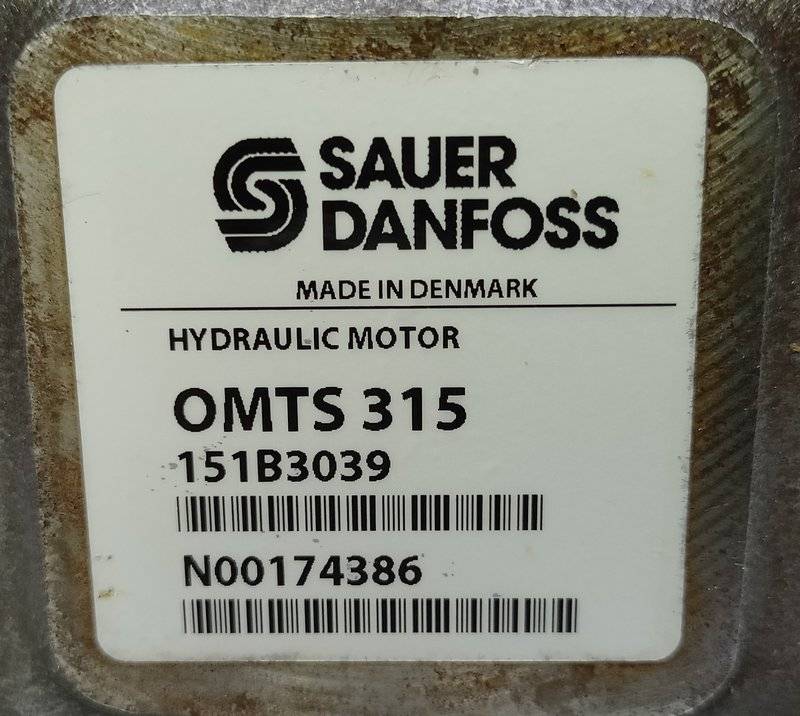 SAUER
DANFOSS
MADE IN DENMARK
HYDRAULIC MOTOR
OMTS 315
151B3039
N00174386